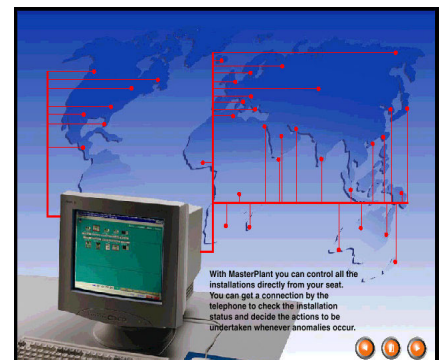 With MasterPlant you can control all the
installations directly from your seat.
You can get a connection by the
telephone to check the installation
status and decide the actions to be
undertaken whenever anomalies occur.